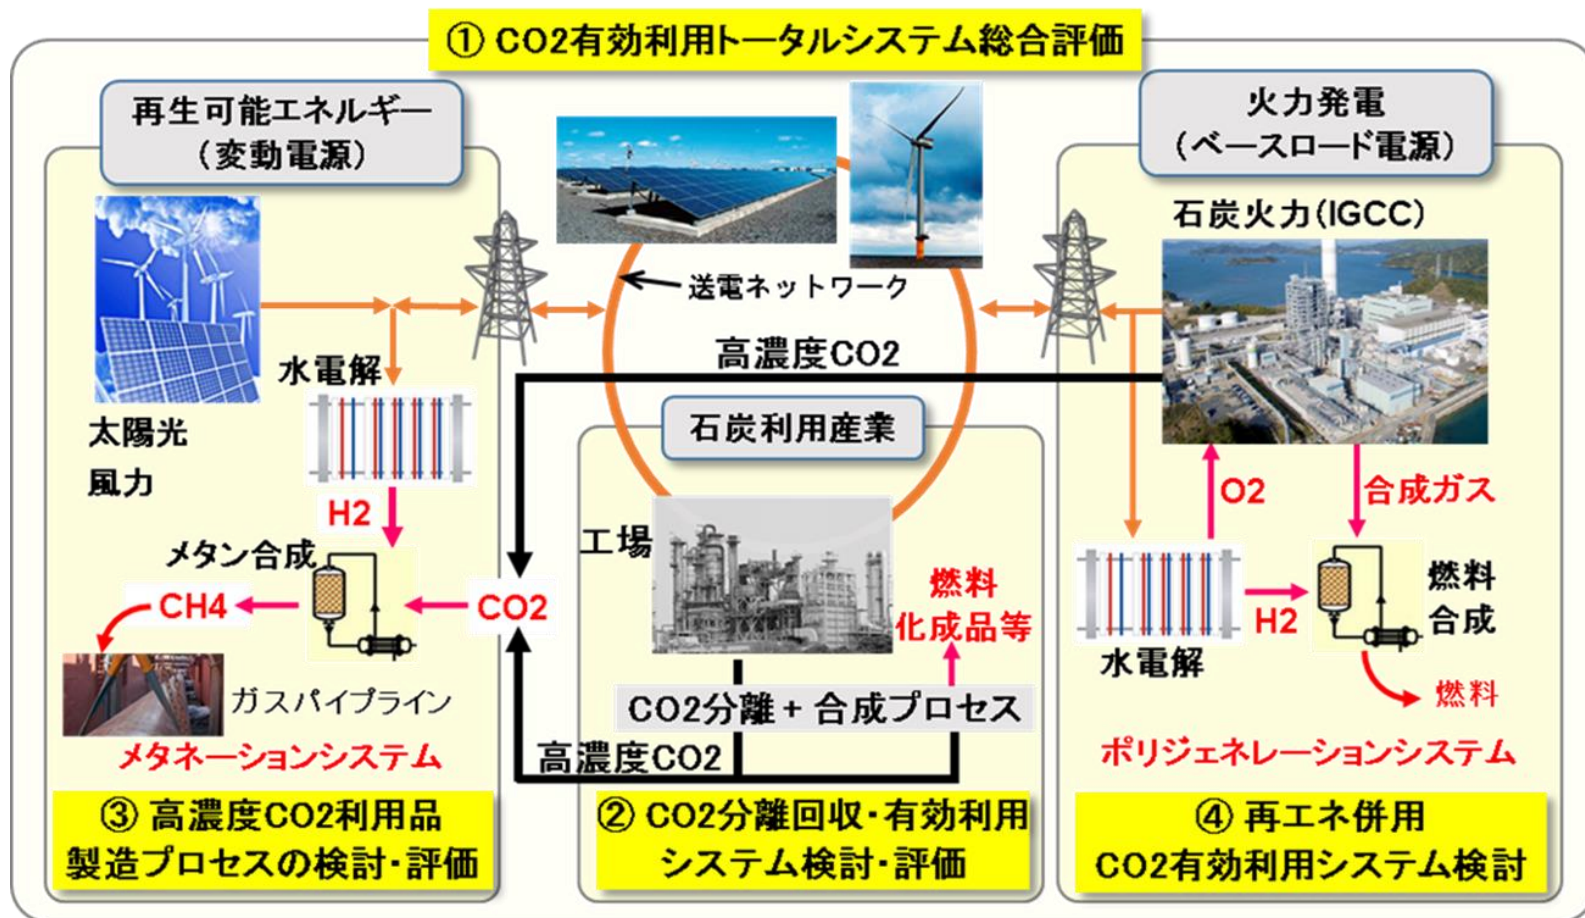 ① CO2有効利用トータルシステム総合評価
再生可能エネルギー
（変動電源）
太陽光
風力
水電解
H2
メタン合成
CH4
CO2
ガスパイプライン
メタネーションシステム
③ 高濃度CO2利用品
製造プロセスの検討・評価
送電ネットワーク
高濃度CO2
石炭利用産業
工場
燃料
化成品等
CO2分離 + 合成プロセス
高濃度CO2
② CO2分離回収・有効利用
システム検討・評価
火力発電
（ベースロード電源）
石炭火力(IGCC)
O2
合成ガス
水電解
H2
燃料
合成
燃料
ポリジェネレーションシステム
④ 再エネ併用
CO2有効利用システム検討